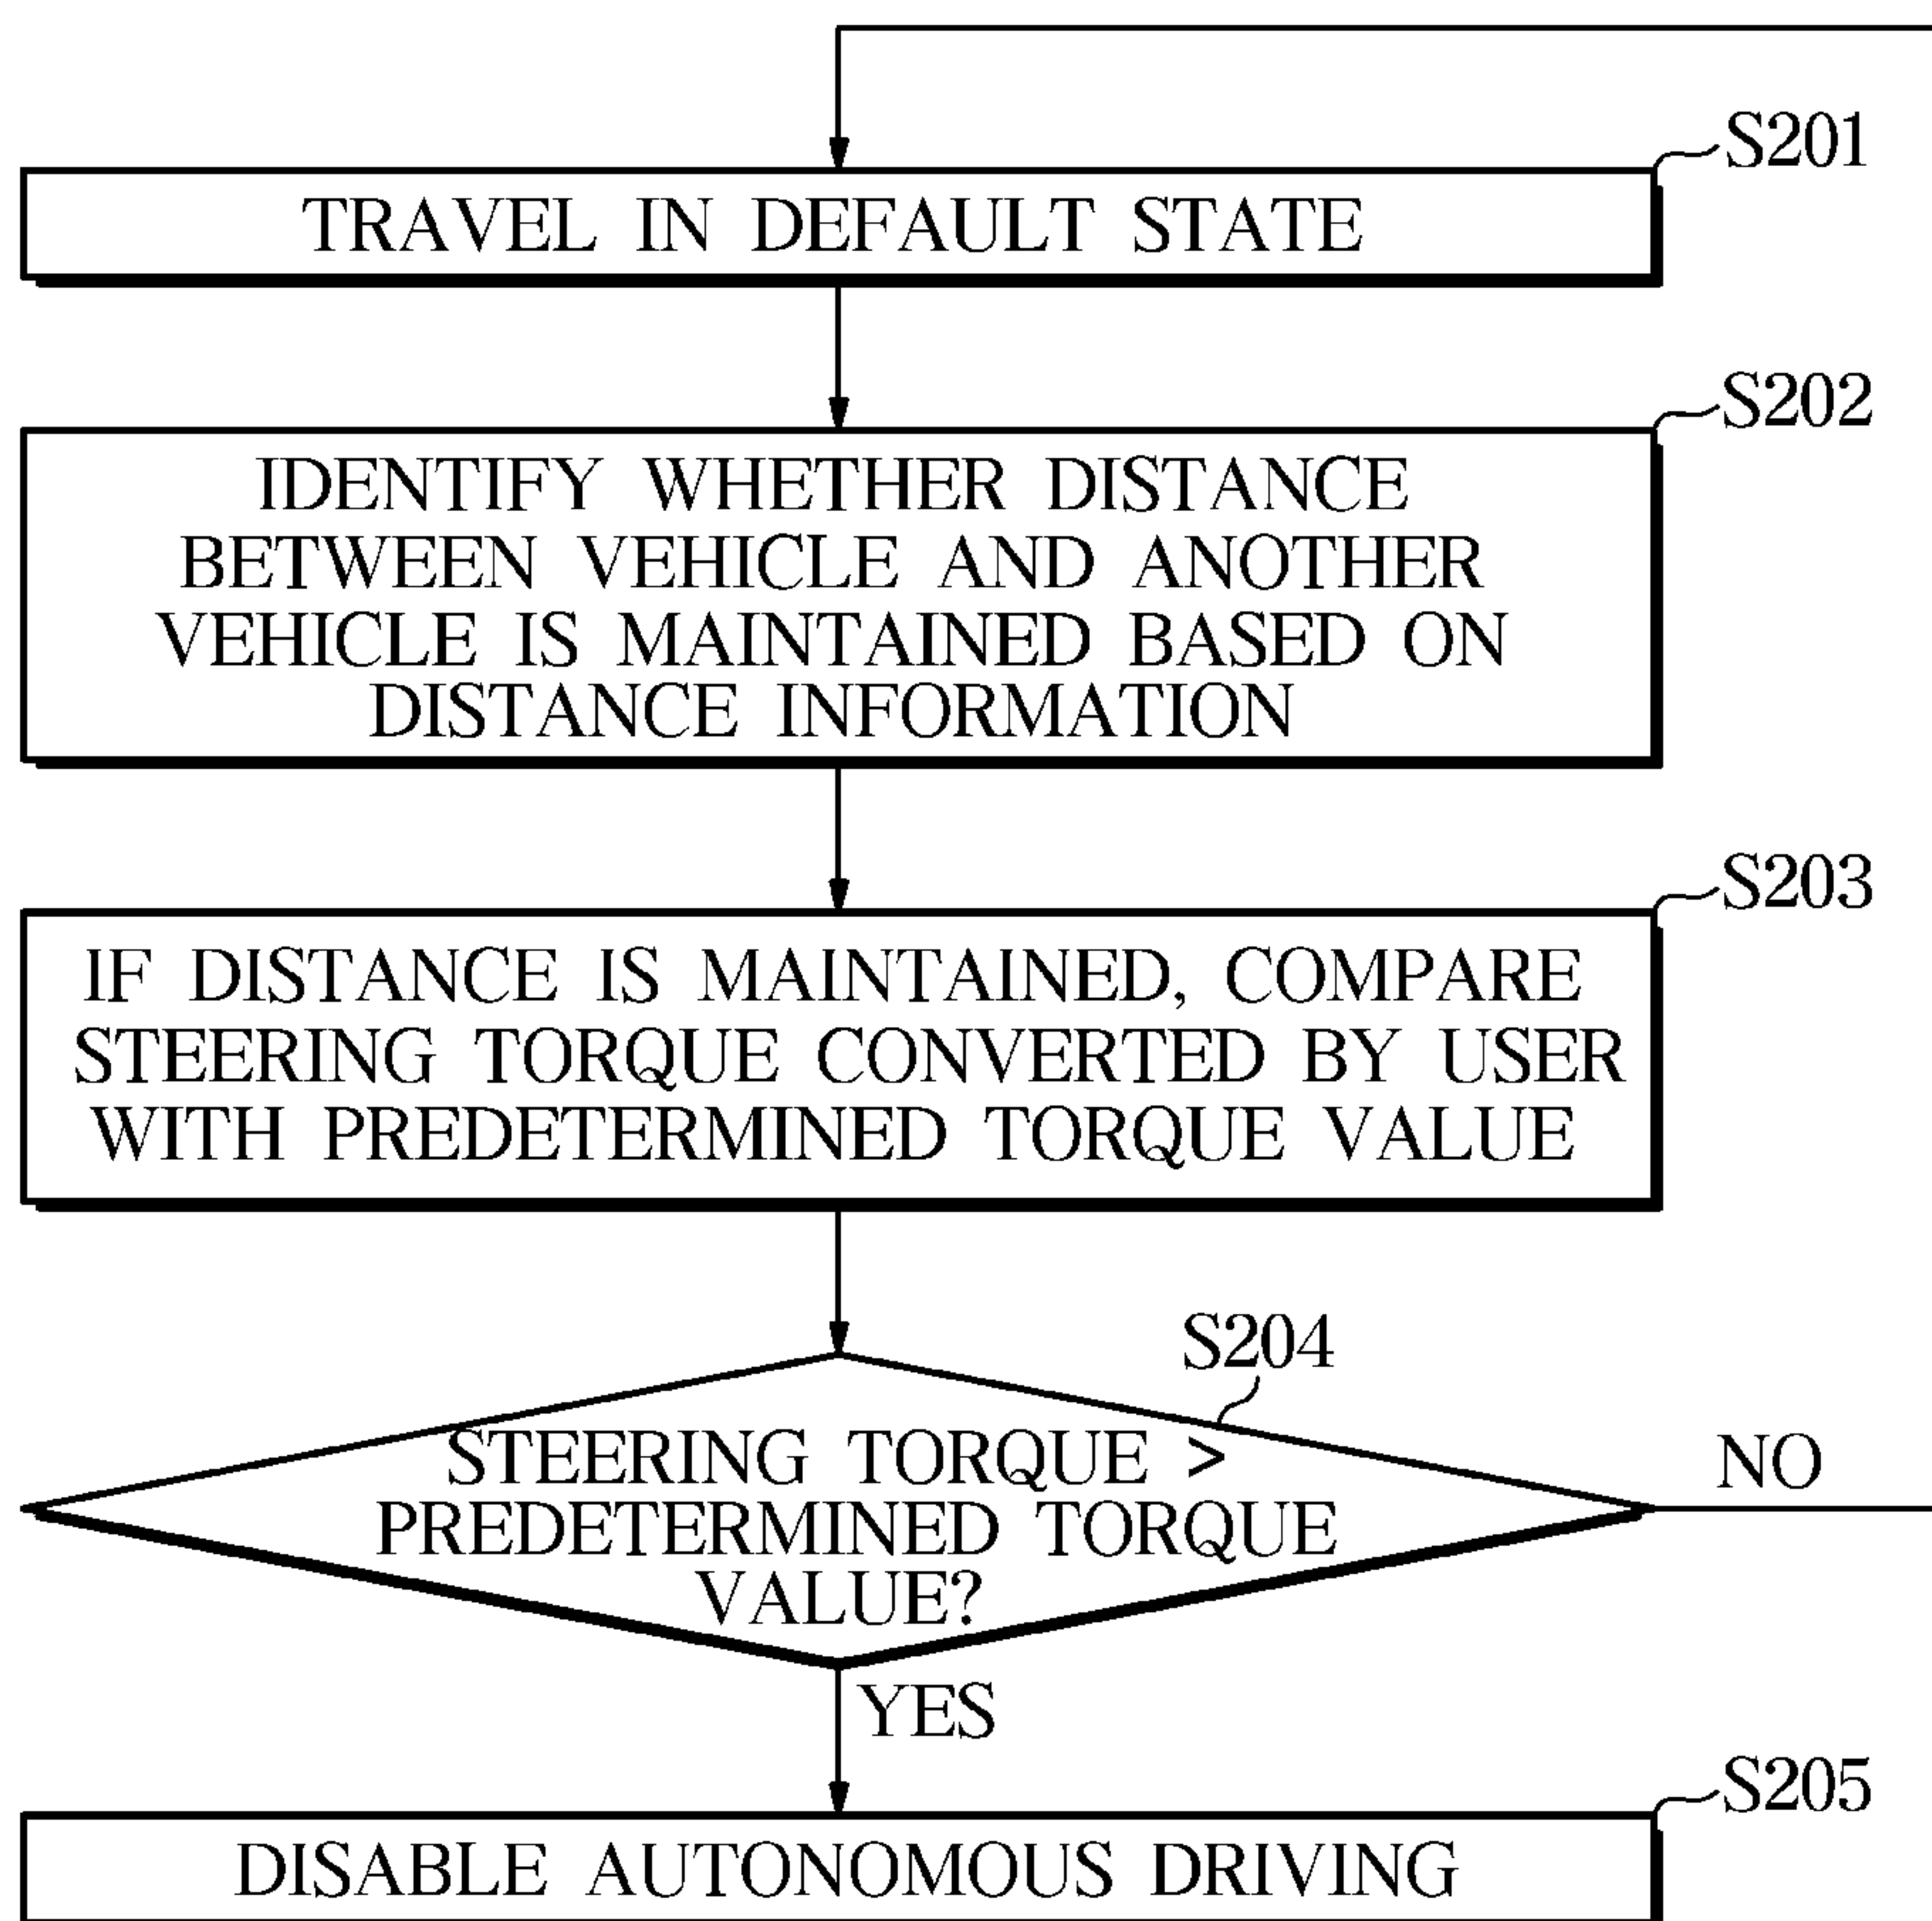 S201
TRAVEL IN DEFAULT STATE
S202
IDENTIFY WHETHER DISTANCE
BETWEEN VEHICLE AND ANOTHER
VEHICLE IS MAINTAINED BASED ON
DISTANCE INFORMATION
S203
IF DISTANCE IS MAINTAINED, COMPARE
STEERING TORQUE CONVERTED BY USER
WITH PREDETERMINED TORQUE VALUE
S204
STEERING TORQUE >
PREDETERMINED TORQUE
VALUE?
NO
YES
S205
DISABLE AUTONOMOUS DRIVING